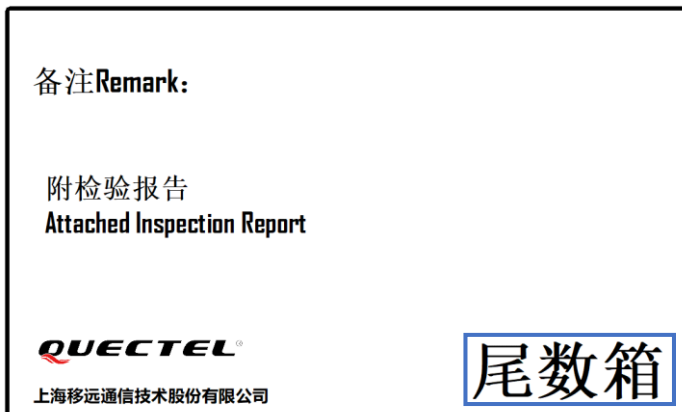 备注Remark:
附检验报告
Attached Inspection Report
QUECTEL®
上海移远通信技术股份有限公司
尾数箱